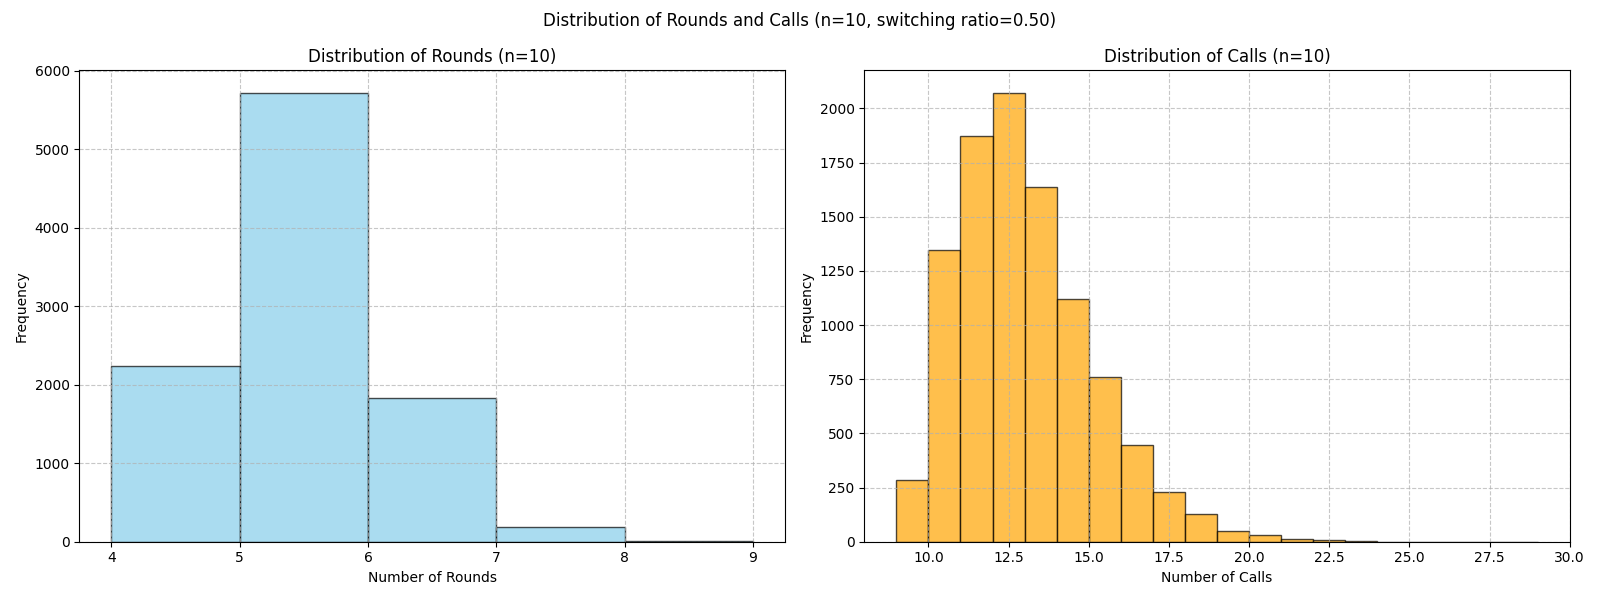 Distribution of Rounds and Calls (n=10, switching ratio=0.50)
Distribution of Rounds (n=10)
6000
5000
4000
3000
2000
1000
0
Frequency
4 5 6 7 8 9
Number of Rounds
Distribution of Calls (n=10)
2000
1750
1500
1250
1000
750
500
250
0
Frequency
10.0 12.5 15.0 17.5 20.0 22.5 25.0 27.5 30.0
Number of Calls